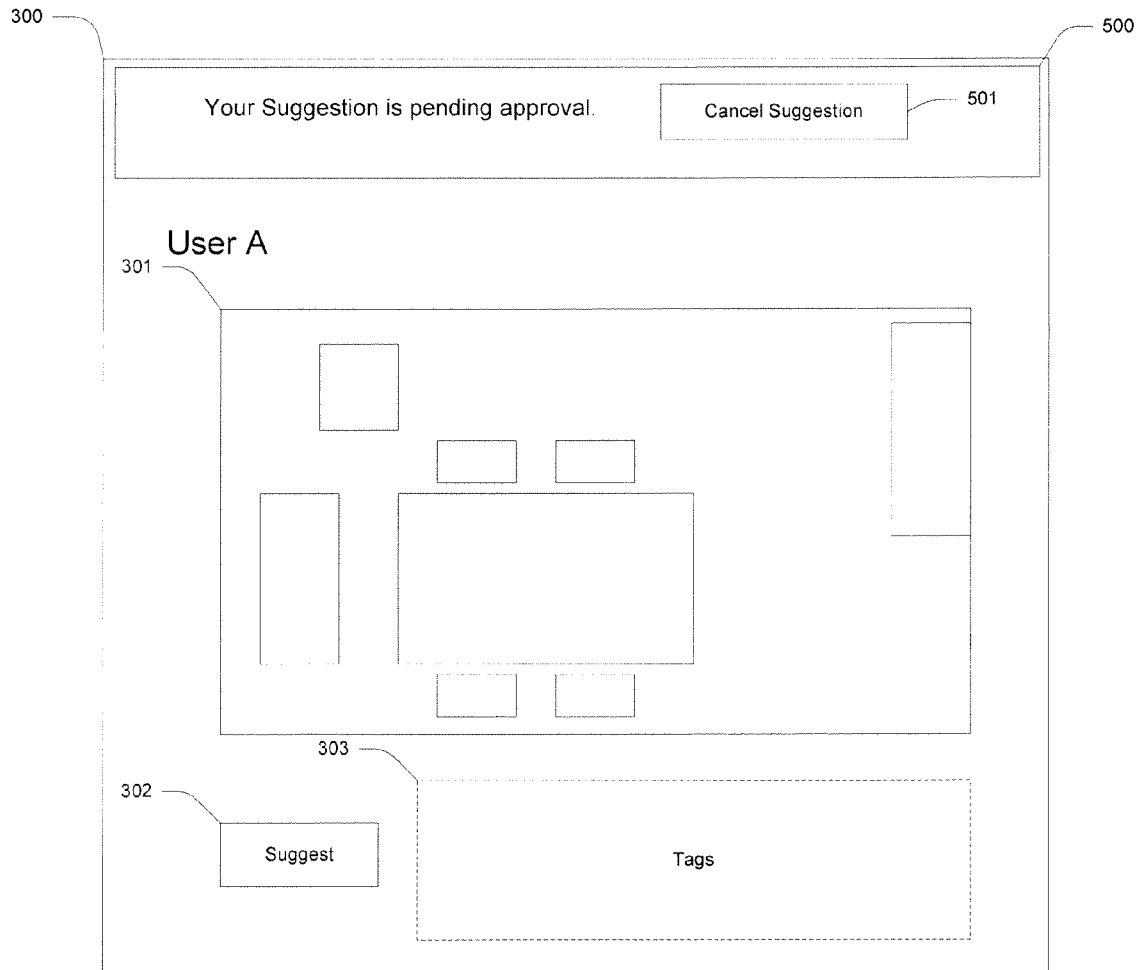 300
500
Your Suggestion is pending approval.
Cancel Suggestion
501
User A
301
303
302
Suggest
Tags